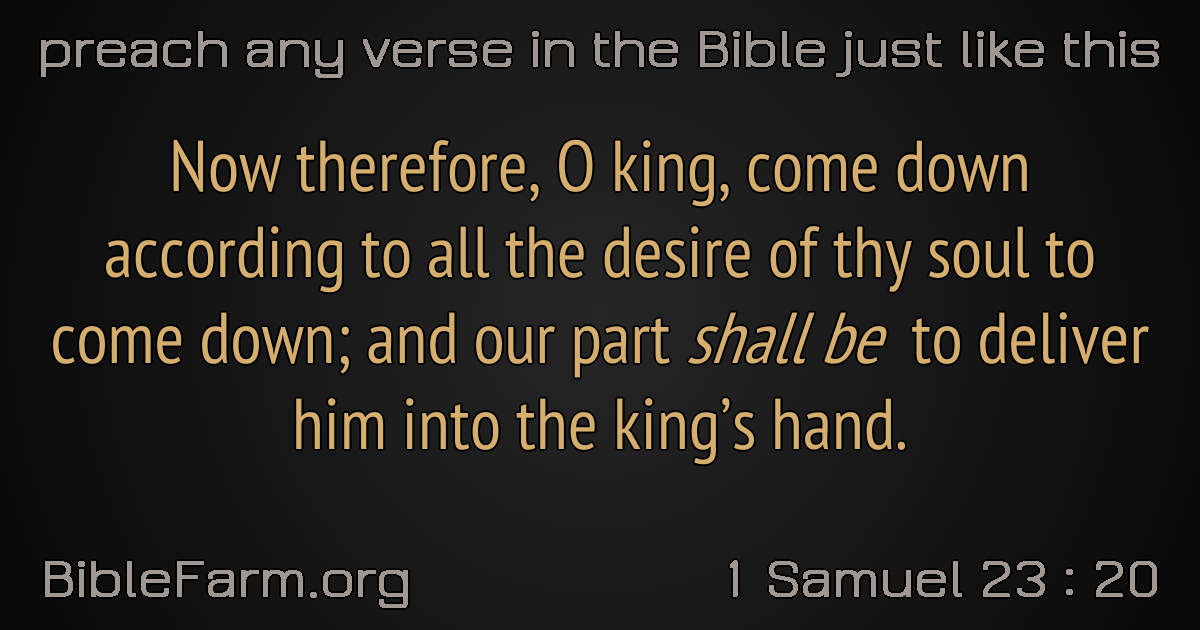 preach any verse in the Bible just like this
Now therefore, O king, come down
according to all the desire of thy soul to
come down; and our part shall be to deliver
him into the king’s hand.
BibleFarm.org
1 Samuel 23 : 20